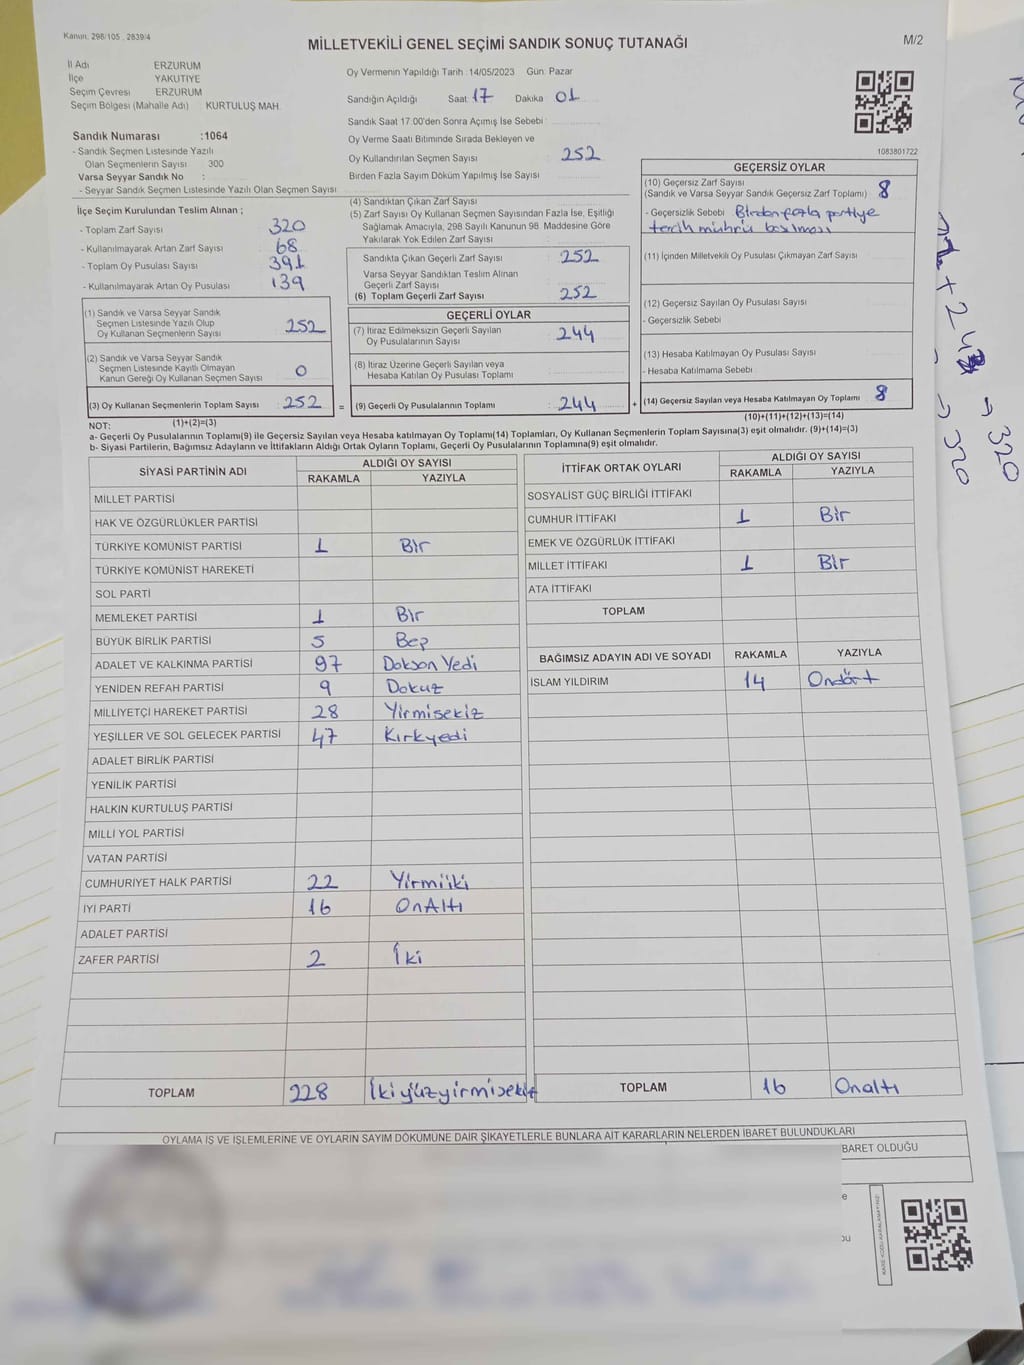 Kanun: 298/105 , 2839/4
MİLLETVEKİLİ GENEL SEÇİMİ SANDIK SONUÇ TUTANAĞI
M/2
İl Adı ERZURUM
İlçe YAKUTİYE
Seçim Çevresi ERZURUM
Seçim Bölgesi (Mahalle Adı) KURTULUŞ MAH.
Oy Vermenin Yapıldığı Tarih :14/05/2023 Gün: Pazar
Sandığın Açıldığı Saat: 17 Dakika 01
Sandık Saat 17.00'den Sonra Açımış İse Sebebi :
Oy Verme Saati Bitiminde Sırada Bekleyen ve
Oy Kullandırılan Seçmen Sayısı 252
Birden Fazla Sayım Döküm Yapılmış İse Sayısı
Sandık Numarası :1064
- Sandık Seçmen Listesinde Yazılı
Olan Seçmenlerin Sayısı : 300
Varsa Seyyar Sandık No :
- Seyyar Sandık Seçmen Listesinde Yazılı Olan Seçmen Sayısı
1083801722
İlçe Seçim Kurulundan Teslim Alınan ;
- Toplam Zarf Sayısı 320
- Kullanılmayarak Artan Zarf Sayısı 68
- Toplam Oy Pusulası Sayısı 391
- Kullanılmayarak Artan Oy Pusulası 139
(1) Sandık ve Varsa Seyyar Sandık
Seçmen Listesinde Yazılı Olup
Oy Kullanan Seçmenlerin Sayısı 252
(2) Sandık ve Varsa Seyyar Sandık
Seçmen Listesinde Kayıtlı Olmayan
Kanun Gereği Oy Kullanan Seçmen Sayısı 0
(3) Oy Kullanan Seçmenlerin Toplam Sayısı : 252 =
(1)+(2)=(3)
(4) Sandıktan Çıkan Zarf Sayısı
(5) Zarf Sayısı Oy Kullanan Seçmen Sayısından Fazla İse, Eşitliği
Sağlamak Amacıyla, 298 Sayılı Kanunun 98. Maddesine Göre
Yakılarak Yok Edilen Zarf Sayısı
Sandıkta Çıkan Geçerli Zarf Sayısı 252
Varsa Seyyar Sandıktan Teslim Alınan
Geçerli Zarf Sayısı
(6) Toplam Geçerli Zarf Sayısı 252
GEÇERLİ OYLAR
(7) İtiraz Edilmeksizin Geçerli Sayılan
Oy Pusulalarının Sayısı 244
(8) İtiraz Üzerine Geçerli Sayılan veya
Hesaba Katılan Oy Pusulası Toplamı
(9) Geçerli Oy Pusulalarının Toplamı : 244 +
GEÇERSİZ OYLAR
(10) Geçersiz Zarf Sayısı
(Sandık ve Varsa Seyyar Sandık Geçersiz Zarf Toplamı) 8
- Geçersizlik Sebebi Birden fazla partiye
tercih mührü basılması
(11) İçinden Milletvekili Oy Pusulası Çıkmayan Zarf Sayısı
(12) Geçersiz Sayılan Oy Pusulası Sayısı
- Geçersizlik Sebebi
(13) Hesaba Katılmayan Oy Pusulası Sayısı
- Hesaba Katılmama Sebebi
(14) Geçersiz Sayılan veya Hesaba Katılmayan Oy Toplamı 8
(10)+(11)+(12)+(13)=(14)
NOT:
a- Geçerli Oy Pusulalarının Toplamı(9) ile Geçersiz Sayılan veya Hesaba katılmayan Oy Toplamı(14) Toplamları, Oy Kullanan Seçmenlerin Toplam Sayısına(3) eşit olmalıdır. (9)+(14)=(3)
b- Siyasi Partilerin, Bağımsız Adayların ve İttifakların Aldığı Ortak Oyların Toplamı, Geçerli Oy Pusulalarının Toplamına(9) eşit olmalıdır.
SİYASİ PARTİNİN ADI ALDIĞI OY SAYISI
RAKAMLA YAZIYLA
MİLLET PARTİSİ
HAK VE ÖZGÜRLÜKLER PARTİSİ
TÜRKİYE KOMÜNİST PARTİSİ 1 Bir
TÜRKİYE KOMÜNİST HAREKETİ
SOL PARTİ
MEMLEKET PARTİSİ 1 Bir
BÜYÜK BİRLİK PARTİSİ 5 Beş
ADALET VE KALKINMA PARTİSİ 97 Doksan Yedi
YENİDEN REFAH PARTİSİ 9 Dokuz
MİLLİYETÇİ HAREKET PARTİSİ 28 Yirmisekiz
YEŞİLLER VE SOL GELECEK PARTİSİ 47 Kırkyedi
ADALET BİRLİK PARTİSİ
YENİLİK PARTİSİ
HALKIN KURTULUŞ PARTİSİ
MİLLİ YOL PARTİSİ
VATAN PARTİSİ
CUMHURİYET HALK PARTİSİ 22 Yirmiiki
İYİ PARTİ 16 OnAltı
ADALET PARTİSİ
ZAFER PARTİSİ 2 İki
TOPLAM 228 İkiyüzyirmisekiz
İTTİFAK ORTAK OYLARI ALDIĞI OY SAYISI
RAKAMLA YAZIYLA
SOSYALİST GÜÇ BİRLİĞİ İTTİFAKI
CUMHUR İTTİFAKI 1 Bir
EMEK VE ÖZGÜRLÜK İTTİFAKI
MİLLET İTTİFAKI 1 Bir
ATA İTTİFAKI
TOPLAM
BAĞIMSIZ ADAYIN ADI VE SOYADI RAKAMLA YAZIYLA
İSLAM YILDIRIM 14 Ondört
TOPLAM 16 Onaltı
OYLAMA İŞ VE İŞLEMLERİNE VE OYLARIN SAYIM DÖKÜMÜNE DAİR ŞİKAYETLERLE BUNLARA AİT KARARLARIN NELERDEN İBARET BULUNDUKLARI
BARET OLDUĞU
→ 320
→ 320